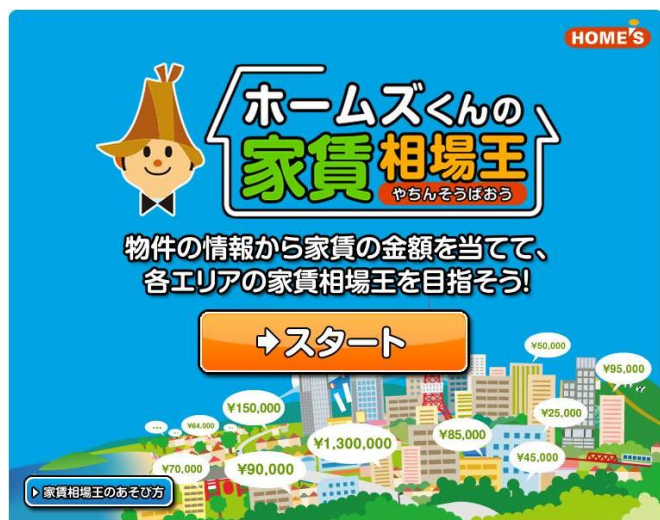 HOME'S
ホームズくんの
家賃相場王
やちんそうばおう
物件の情報から家賃の金額を当てて、
各エリアの家賃相場王を目指そう!
スタート
¥50,000
¥95,000
¥150,000
¥64,000
...
...
¥25,000
¥85,000
¥1,300,000
¥45,000
¥70,000
¥90,000
家賃相場王のあそび方